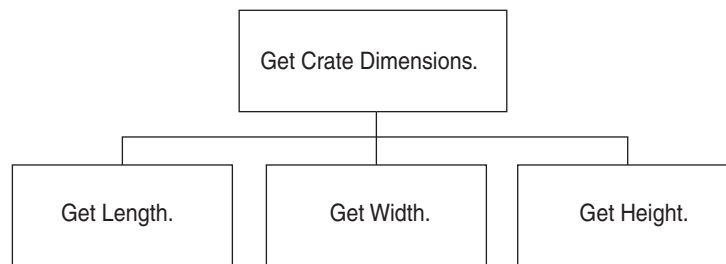 Get Crate Dimensions.
Get Length.
Get Width.
Get Height.